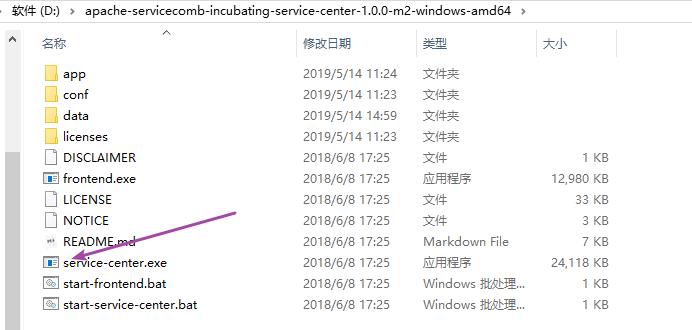 软件 (D:) > apache-servicecomb-incubating-service-center-1.0.0-m2-windows-amd64 >
名称 修改日期 类型 大小
app 2019/5/14 11:24 文件夹
conf 2019/5/14 11:23 文件夹
data 2019/5/14 14:59 文件夹
licenses 2019/5/14 11:23 文件夹
DISCLAIMER 2018/6/8 17:25 文件 1 KB
frontend.exe 2018/6/8 17:25 应用程序 12,980 KB
LICENSE 2018/6/8 17:25 文件 33 KB
NOTICE 2018/6/8 17:25 文件 3 KB
README.md 2018/6/8 17:25 Markdown File 7 KB
service-center.exe 2018/6/8 17:25 应用程序 24,118 KB
start-frontend.bat 2018/6/8 17:25 Windows 批处理... 1 KB
start-service-center.bat 2018/6/8 17:25 Windows 批处理... 1 KB